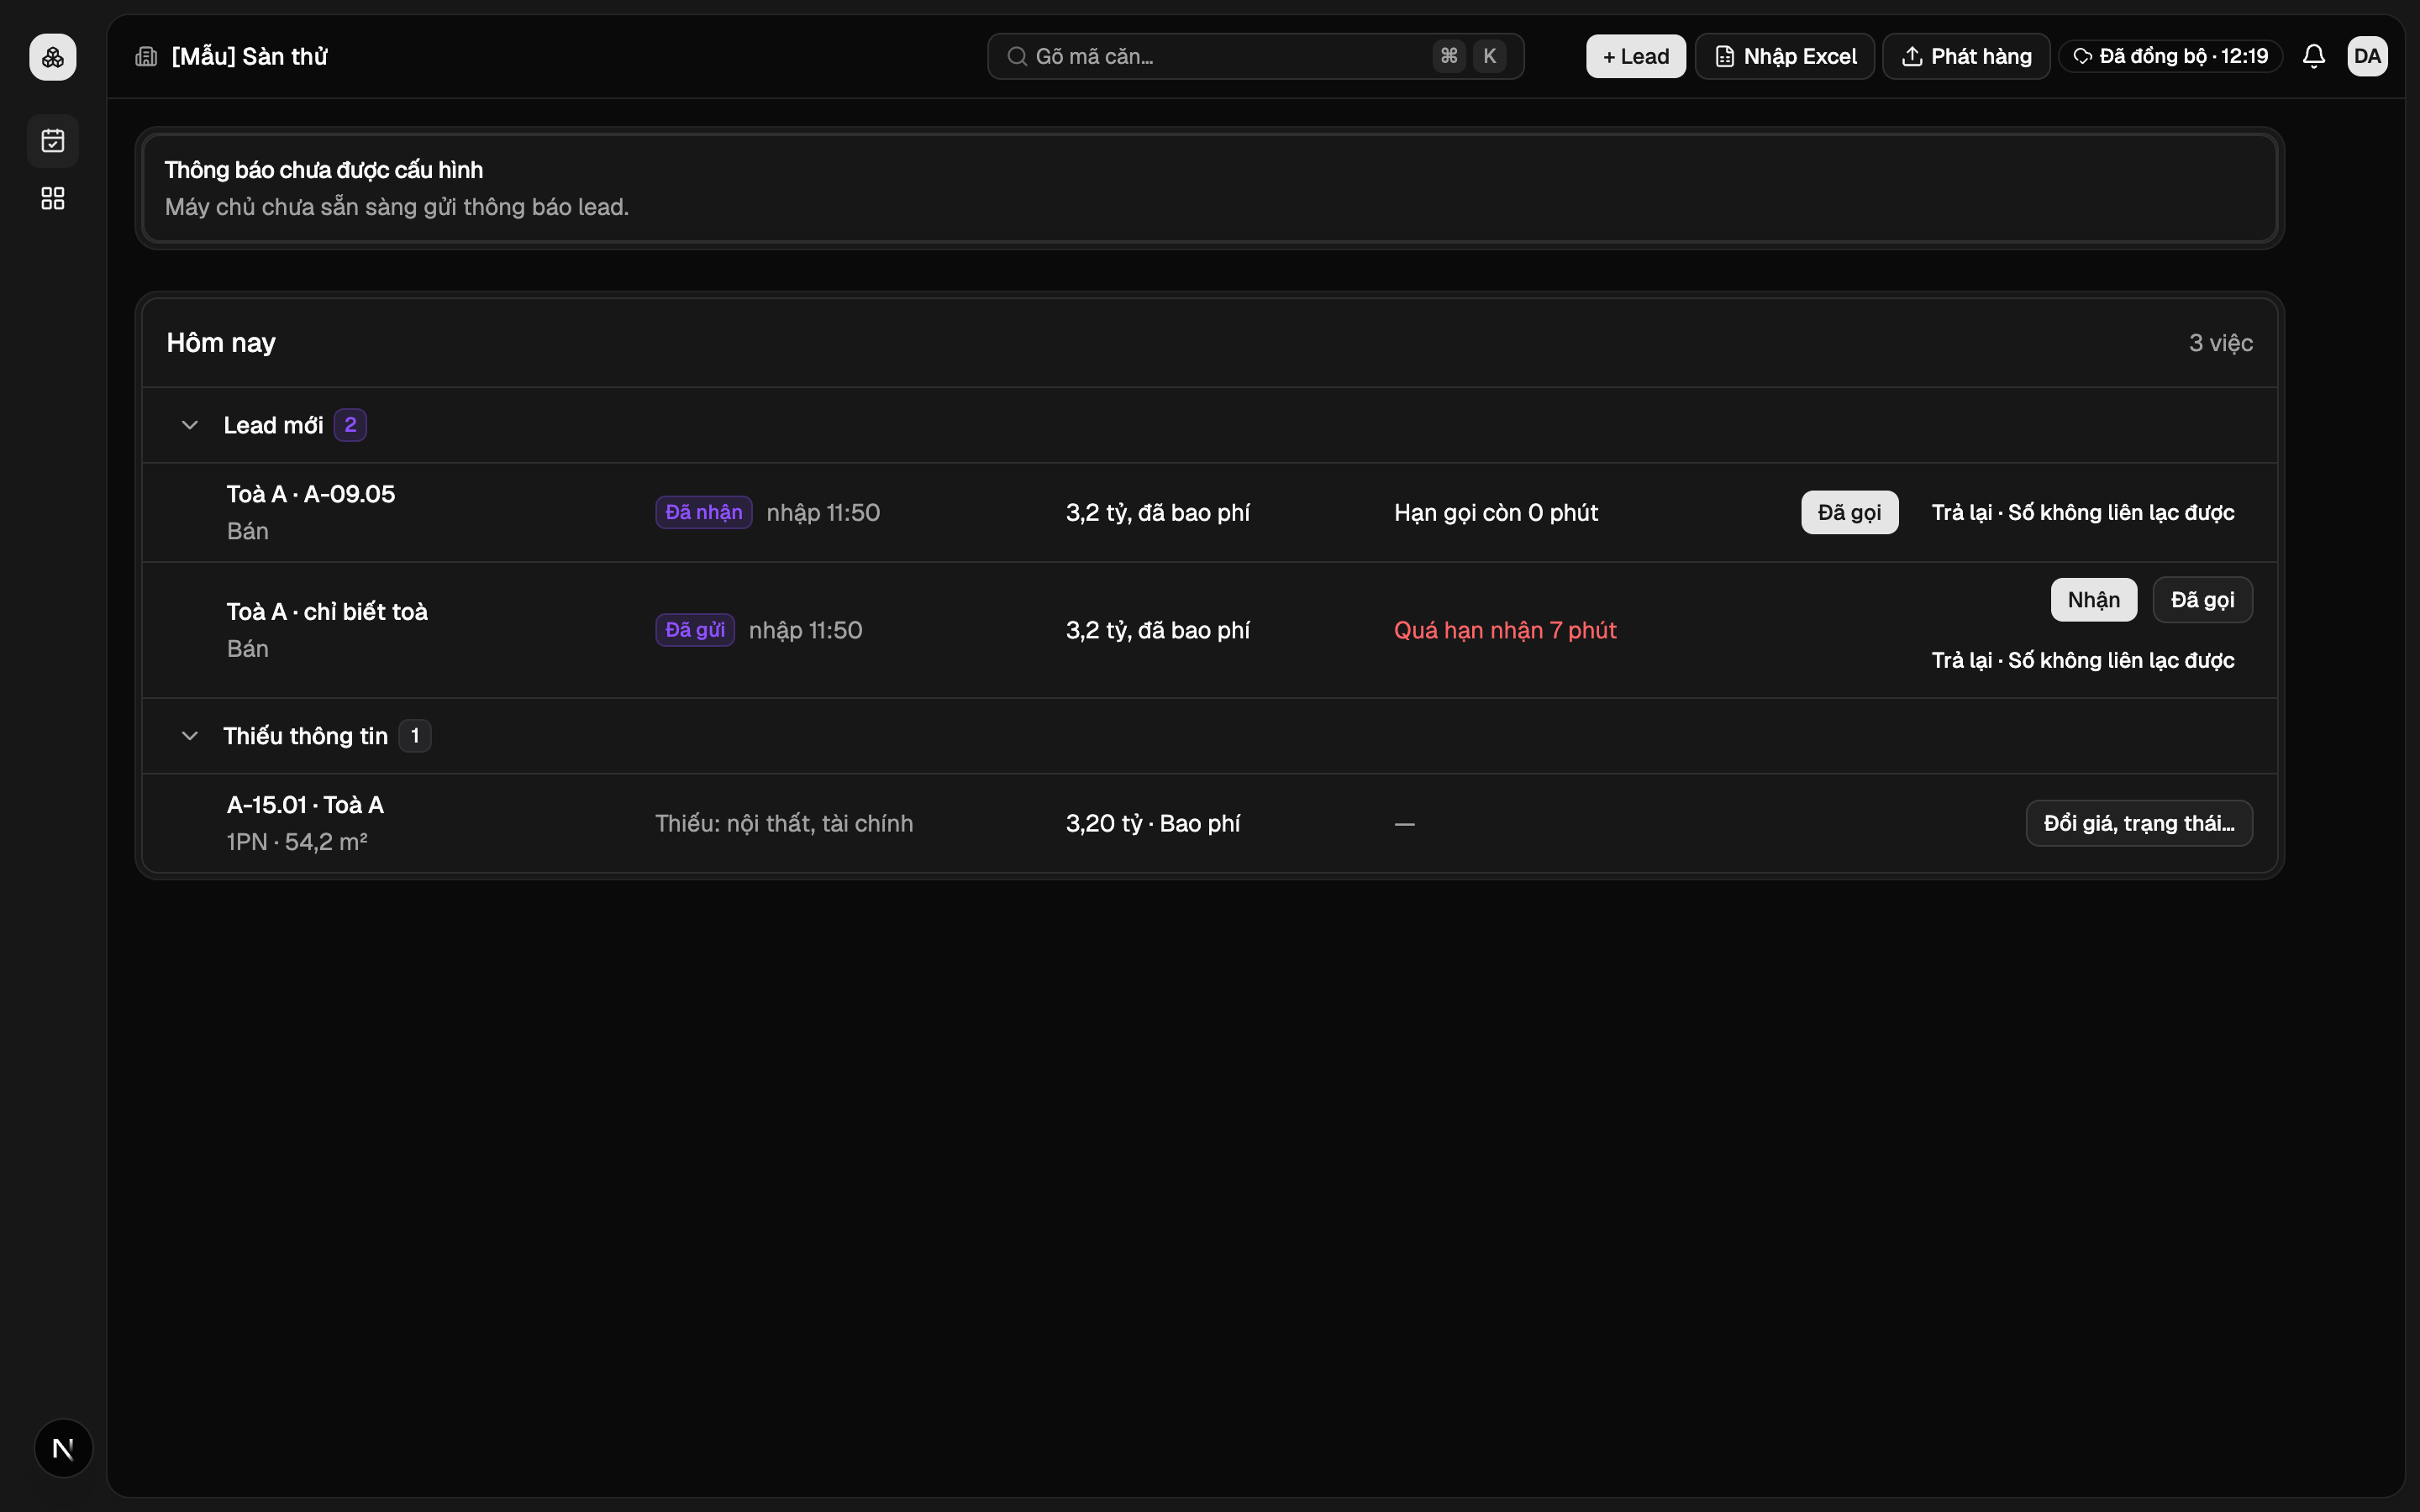 [Mẫu] Sàn thử
Gõ mã căn...
⌘ K
+ Lead
Nhập Excel
Phát hàng
Đã đồng bộ · 12:19
DA
Thông báo chưa được cấu hình
Máy chủ chưa sẵn sàng gửi thông báo lead.
Hôm nay
3 việc
Lead mới 2
Toà A · A-09.05
Bán
Đã nhận nhập 11:50
3,2 tỷ, đã bao phí
Hạn gọi còn 0 phút
Đã gọi
Trả lại · Số không liên lạc được
Toà A · chỉ biết toà
Bán
Đã gửi nhập 11:50
3,2 tỷ, đã bao phí
Quá hạn nhận 7 phút
Nhận
Đã gọi
Trả lại · Số không liên lạc được
Thiếu thông tin 1
A-15.01 · Toà A
1PN · 54,2 m²
Thiếu: nội thất, tài chính
3,20 tỷ · Bao phí
—
Đổi giá, trạng thái...
N